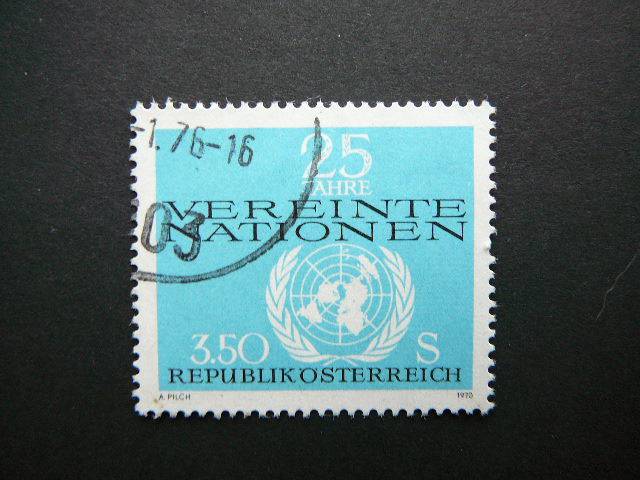 -1.76-16
25
JAHRE
VEREINTE
NATIONEN
03
3.50 S
REPUBLIK ÖSTERREICH
A. PILCH 1970